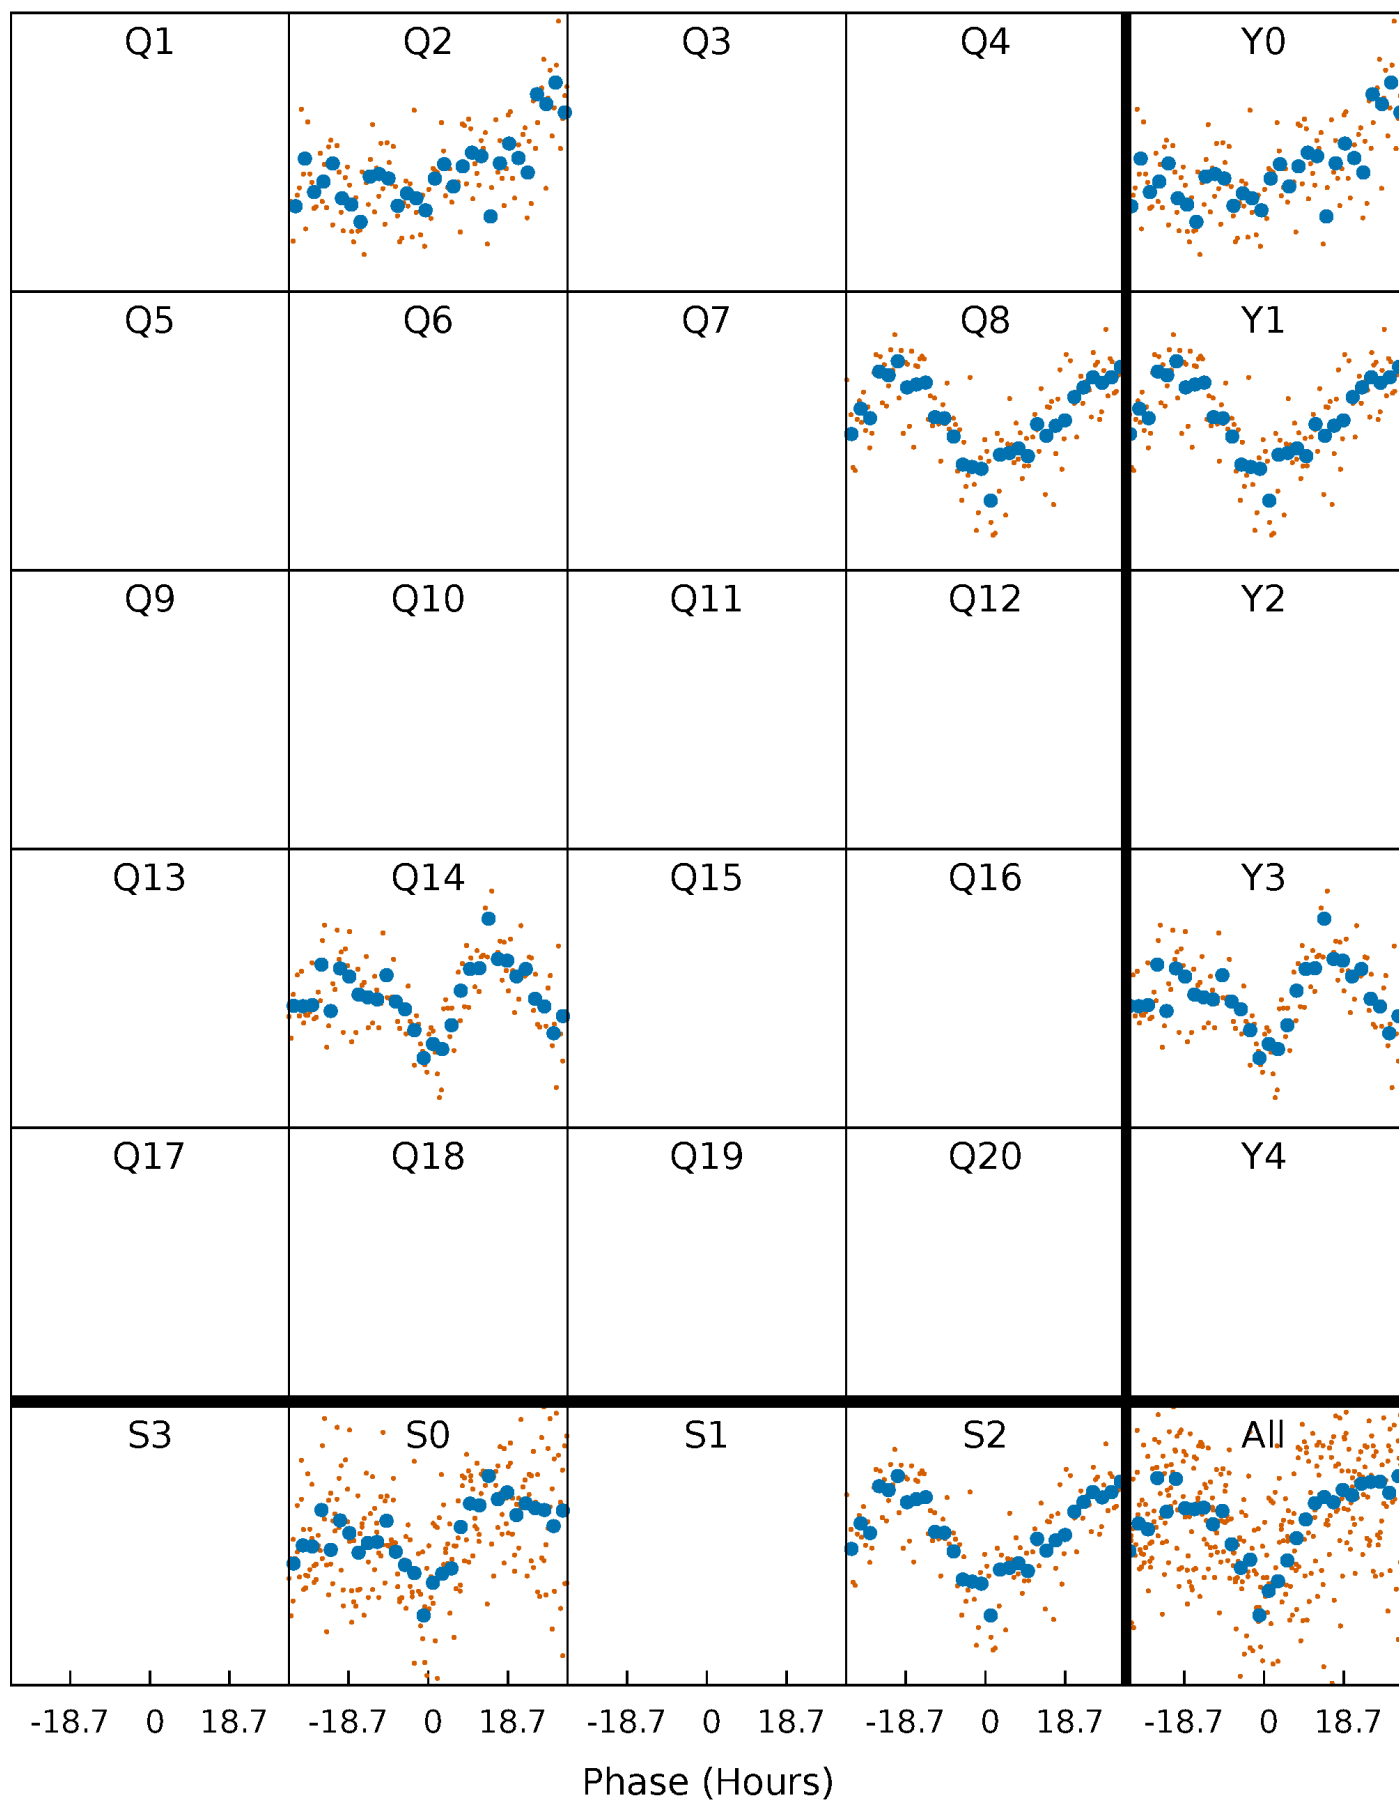 Q1 Q2 Q3 Q4 Y0
Q5 Q6 Q7 Q8 Y1
Q9 Q10 Q11 Q12 Y2
Q13 Q14 Q15 Q16 Y3
Q17 Q18 Q19 Q20 Y4
S3 S0 S1 S2 All
-18.7 0 18.7 -18.7 0 18.7 -18.7 0 18.7 -18.7 0 18.7 -18.7 0 18.7
Phase (Hours)